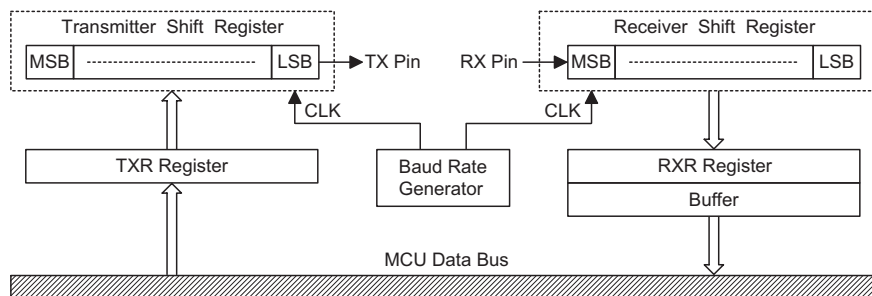 Transmitter Shift Register
MSB
LSB
TX Pin
CLK
TXR Register
Baud Rate
Generator
Receiver Shift Register
RX Pin
MSB
LSB
CLK
RXR Register
Buffer
MCU Data Bus